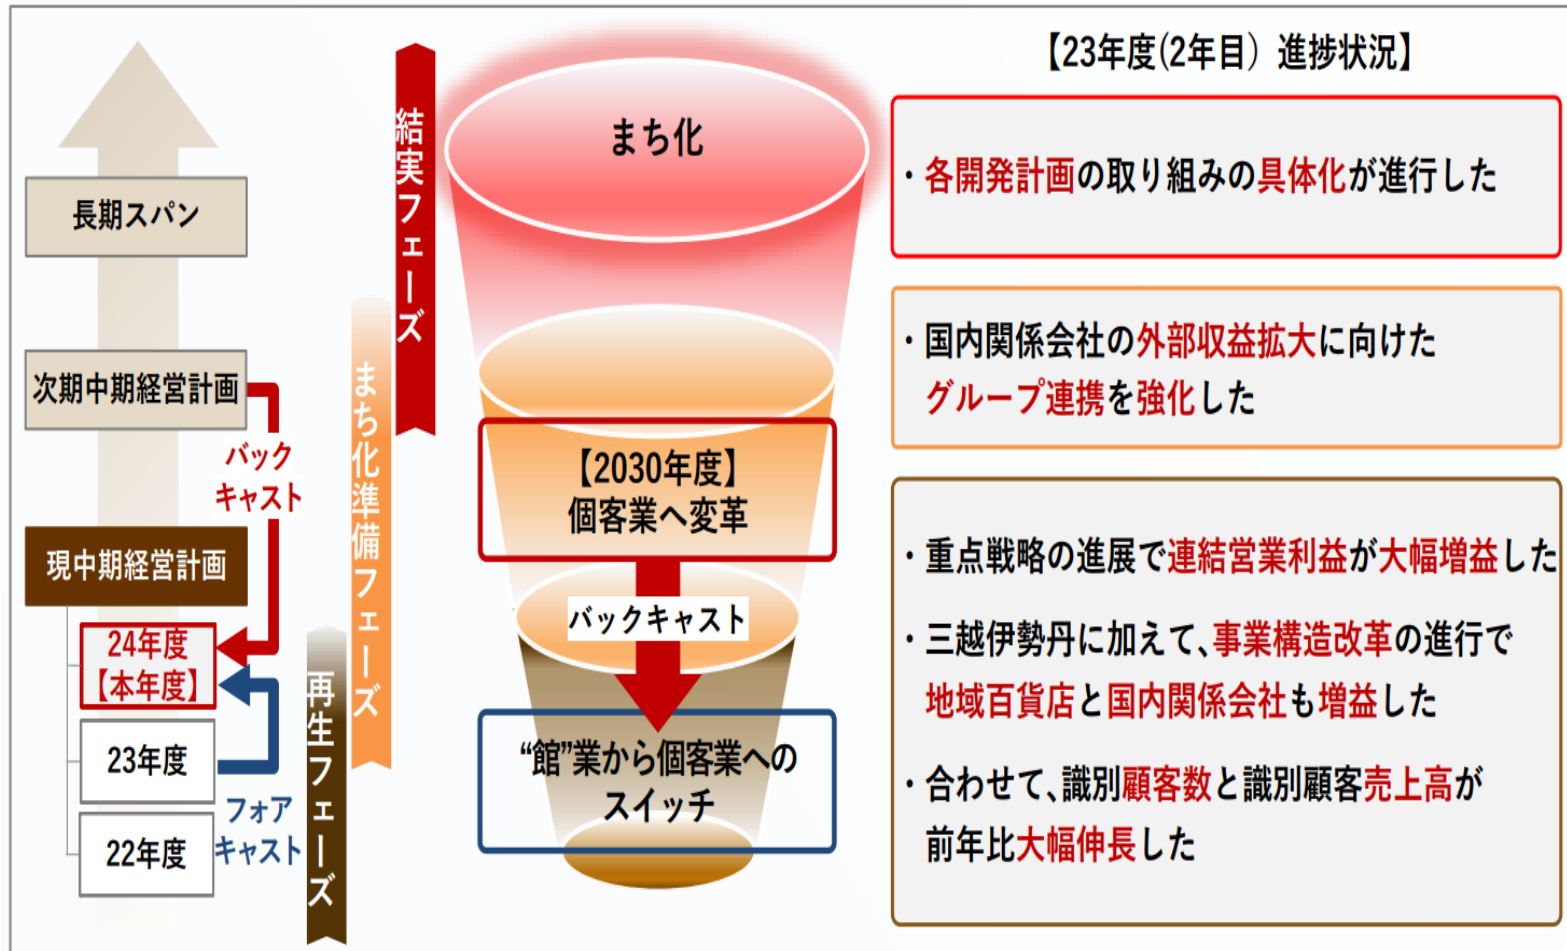 長期スパン
次期中期経営計画
バック
キャスト
現中期経営計画
24年度
【本年度】
23年度
フォア
キャスト
22年度
結実フェーズ
まち化準備フェーズ
再生フェーズ
まち化
【2030年度】
個客業へ変革
バックキャスト
“館”業から個客業への
スイッチ
【23年度(2年目）進捗状況】
・各開発計画の取り組みの具体化が進行した
・国内関係会社の外部収益拡大に向けた
グループ連携を強化した
・重点戦略の進展で連結営業利益が大幅増益した
・三越伊勢丹に加えて、事業構造改革の進行で
地域百貨店と国内関係会社も増益した
・合わせて、識別顧客数と識別顧客売上高が
前年比大幅伸長した